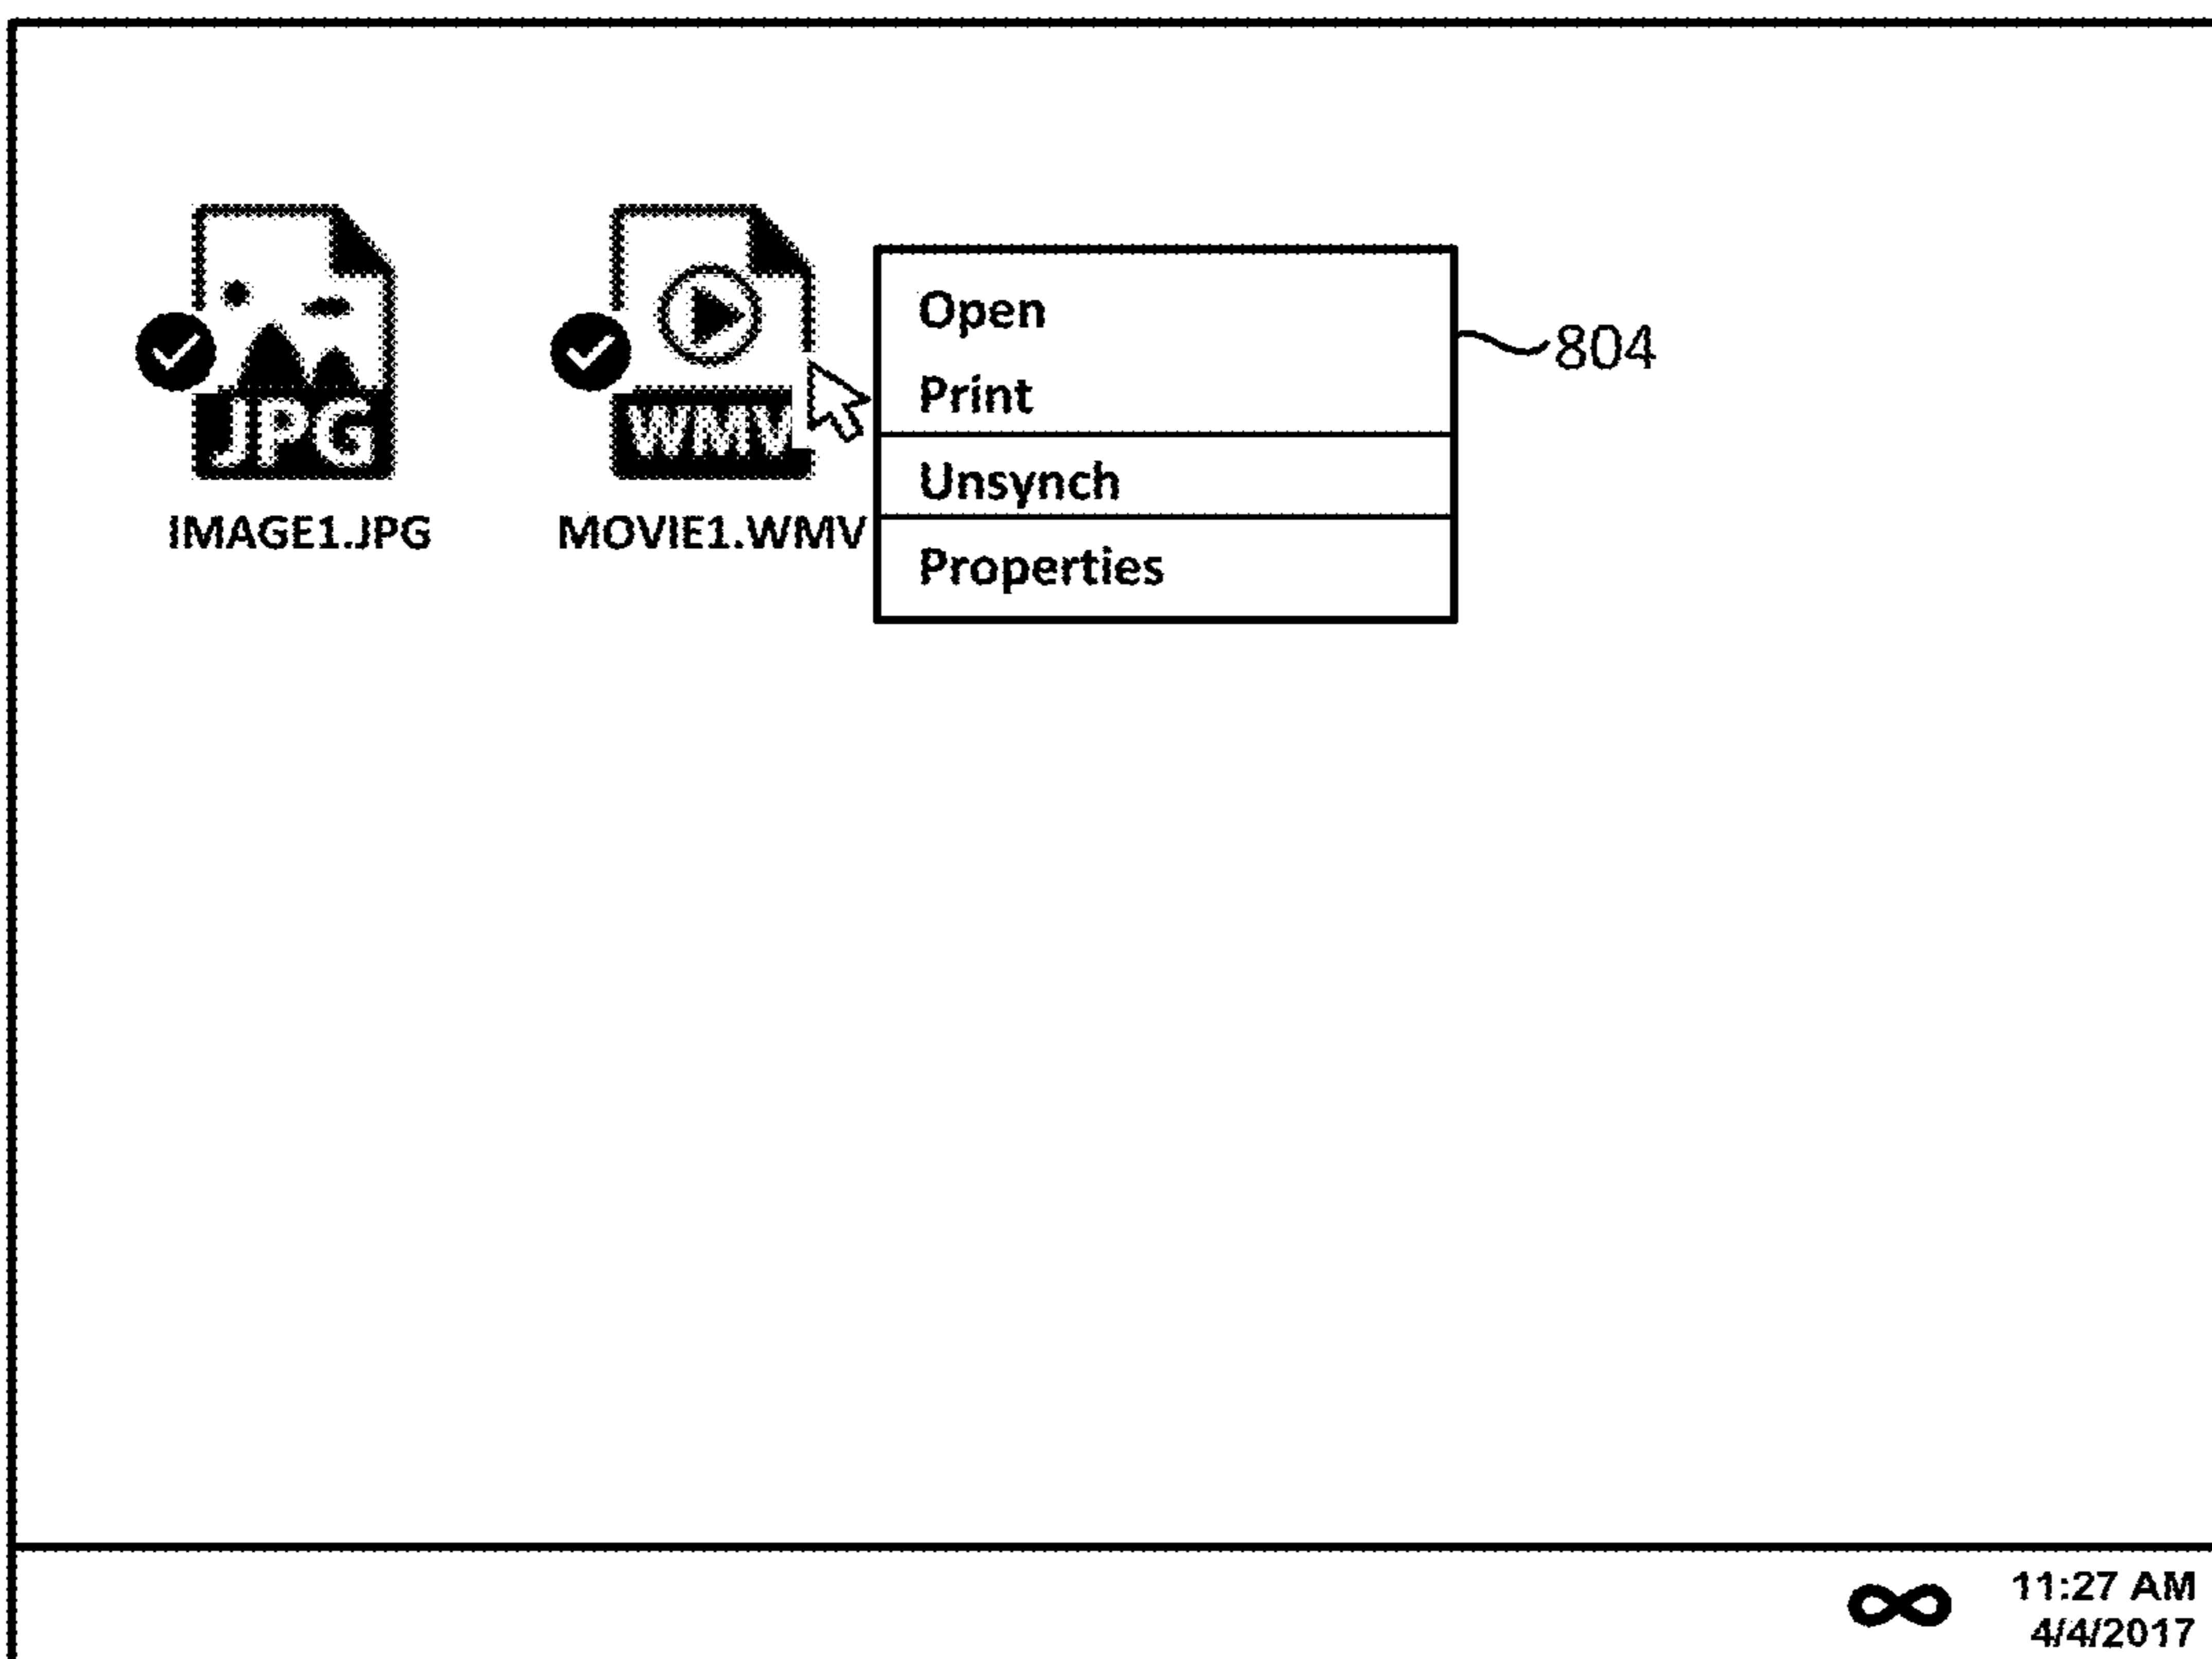 JPG
WMV
IMAGE1.JPG
MOVIE1.WMV
Open
Print
Unsynch
Properties
804
11:27 AM
4/4/2017